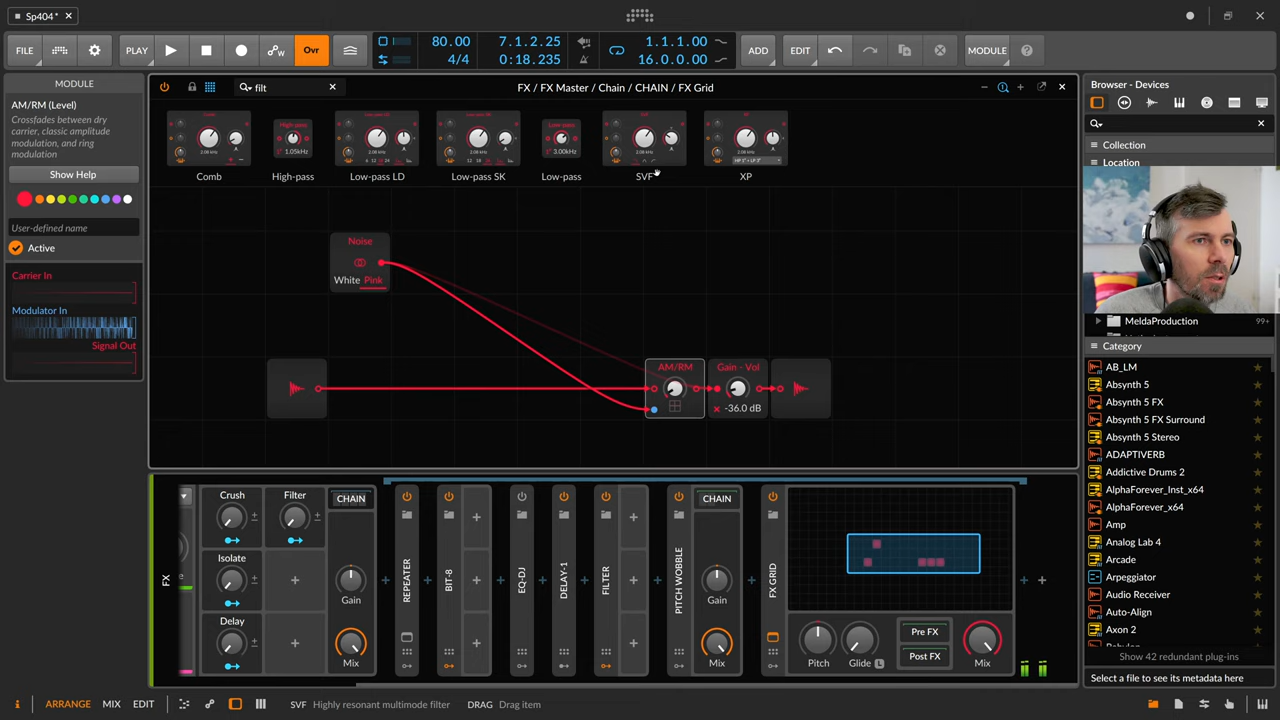 Sp404*
FILE
PLAY
Ovr
80.00
4/4
7.1.2.25
0:18.235
1.1.1.00
16.0.0.00
ADD
EDIT
MODULE
MODULE
AM/RM (Level)
Crossfades between dry
carrier, classic amplitude
modulation, and ring
modulation
Show Help
User-defined name
Active
Carrier In
Modulator In
Signal Out
filt
FX / FX Master / Chain / CHAIN / FX Grid
Comb
High-pass
1.05kHz
Low-pass LD
Low-pass SK
Low-pass
3.00kHz
SVF
XP
Noise
White Pink
AM/RM
Gain - Vol
-36.0 dB
FX
Crush
Filter
Isolate
Delay
CHAIN
Gain
Mix
REPEATER
BIT-8
EQ-DJ
DELAY-1
FILTER
PITCH WOBBLE
CHAIN
Gain
Mix
FX GRID
Pitch
Glide
L
Pre FX
Post FX
Mix
Browser - Devices
Collection
Location
MeldaProduction
99+
Category
AB_LM
Absynth 5
Absynth 5 FX
Absynth 5 FX Surround
Absynth 5 Stereo
ADAPTIVERB
Addictive Drums 2
AlphaForever_Inst_x64
AlphaForever_x64
Amp
Analog Lab 4
Arcade
Arpeggiator
Audio Receiver
Auto-Align
Axon 2
Show 42 redundant plug-ins
Select a file to see its metadata here
ARRANGE
MIX
EDIT
SVF Highly resonant multimode filter
DRAG Drag item